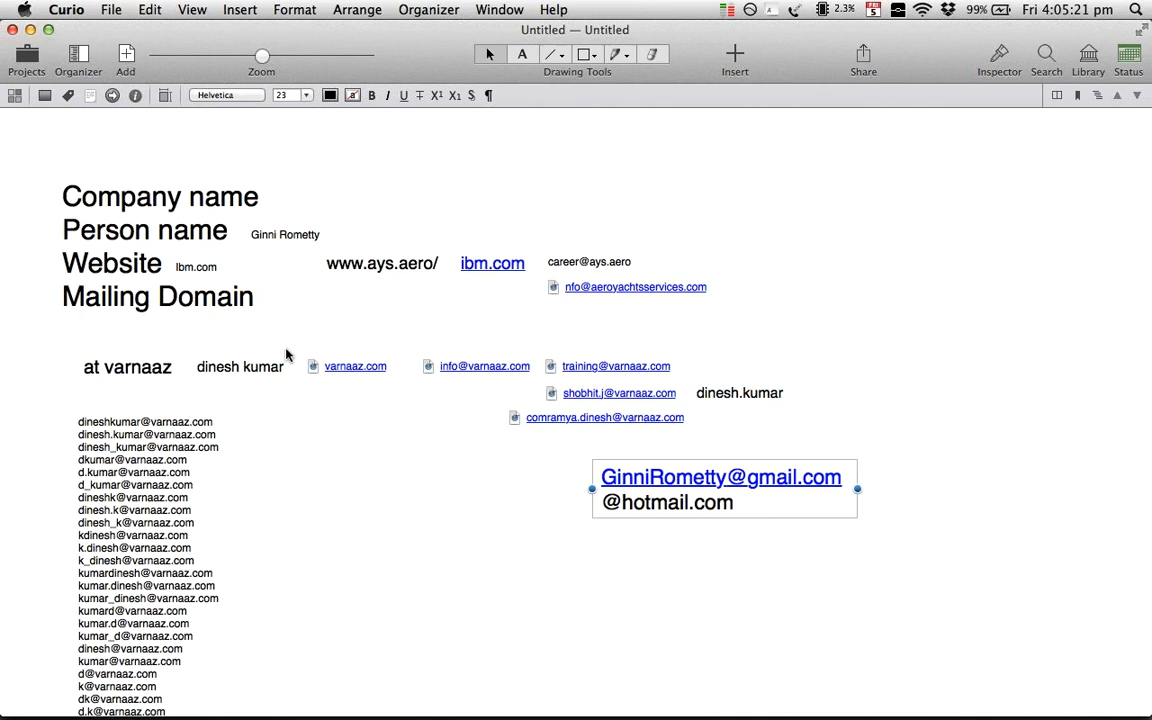 Curio File Edit View Insert Format Arrange Organizer Window Help 2.3% FRI 5 99% Fri 4:05:21 pm
Untitled — Untitled
Projects Organizer Add Zoom Drawing Tools Insert Share Inspector Search Library Status
Helvetica 23 B I U T X² X₂ S ¶
Company name
Person name Ginni Rometty
Website Ibm.com www.ays.aero/ ibm.com career@ays.aero
nfo@aeroyachtsservices.com
Mailing Domain
at varnaaz dinesh kumar varnaaz.com info@varnaaz.com training@varnaaz.com
shobhit.j@varnaaz.com dinesh.kumar
comramya.dinesh@varnaaz.com
dineshkumar@varnaaz.com
dinesh.kumar@varnaaz.com
dinesh_kumar@varnaaz.com
dkumar@varnaaz.com
d.kumar@varnaaz.com
d_kumar@varnaaz.com
dineshk@varnaaz.com
dinesh.k@varnaaz.com
dinesh_k@varnaaz.com
kdinesh@varnaaz.com
k.dinesh@varnaaz.com
k_dinesh@varnaaz.com
kumardinesh@varnaaz.com
kumar.dinesh@varnaaz.com
kumar_dinesh@varnaaz.com
kumard@varnaaz.com
kumar.d@varnaaz.com
kumar_d@varnaaz.com
dinesh@varnaaz.com
kumar@varnaaz.com
d@varnaaz.com
k@varnaaz.com
dk@varnaaz.com
d.k@varnaaz.com
GinniRometty@gmail.com
@hotmail.com